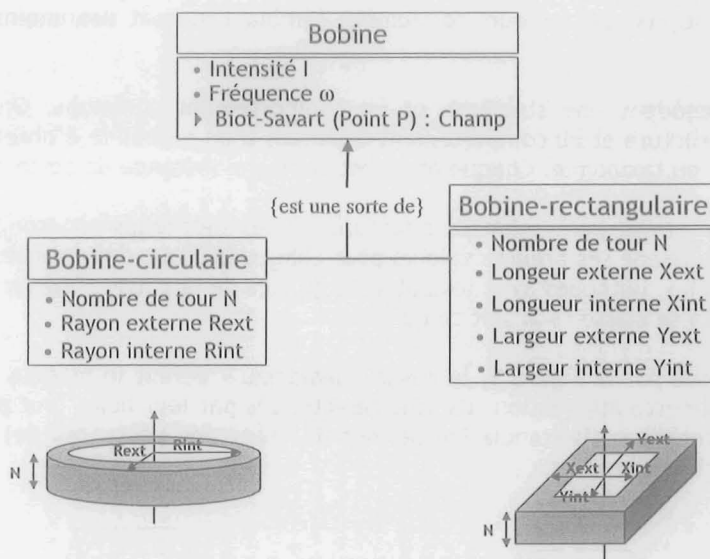 Bobine
• Intensité I
• Fréquence ω
Biot-Savart (Point P) : Champ
{est une sorte de}
Bobine-circulaire
• Nombre de tour N
• Rayon externe Rext
• Rayon interne Rint
Bobine-rectangulaire
• Nombre de tour N
• Longeur externe Xext
• Longueur interne Xint
• Largeur externe Yext
• Largeur interne Yint
Rext
Rint
N
Yext
Xext
Xint
Yint
N